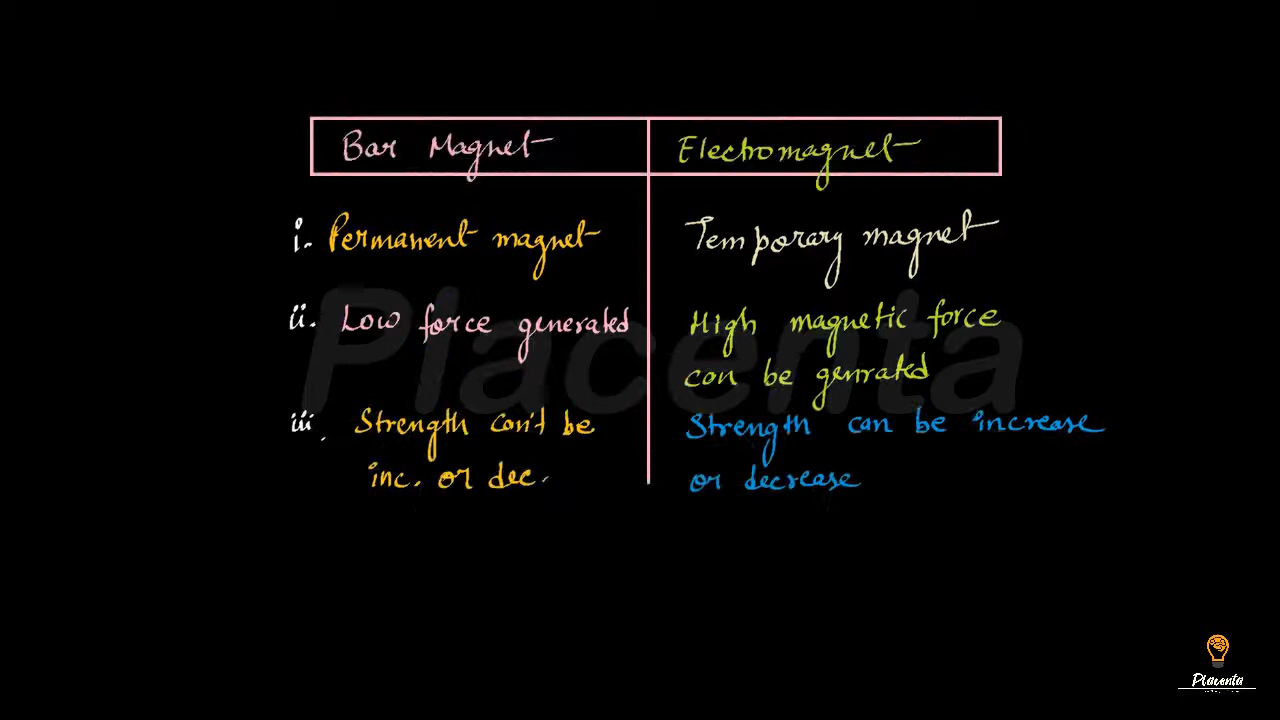 Bar Magnet Electromagnet
i. Permanent magnet Temporary magnet
ii. Low force generated High magnetic force
can be genrated
iii. Strength can't be Strength can be increase
inc. or dec. or decrease
Placenta
Placenta